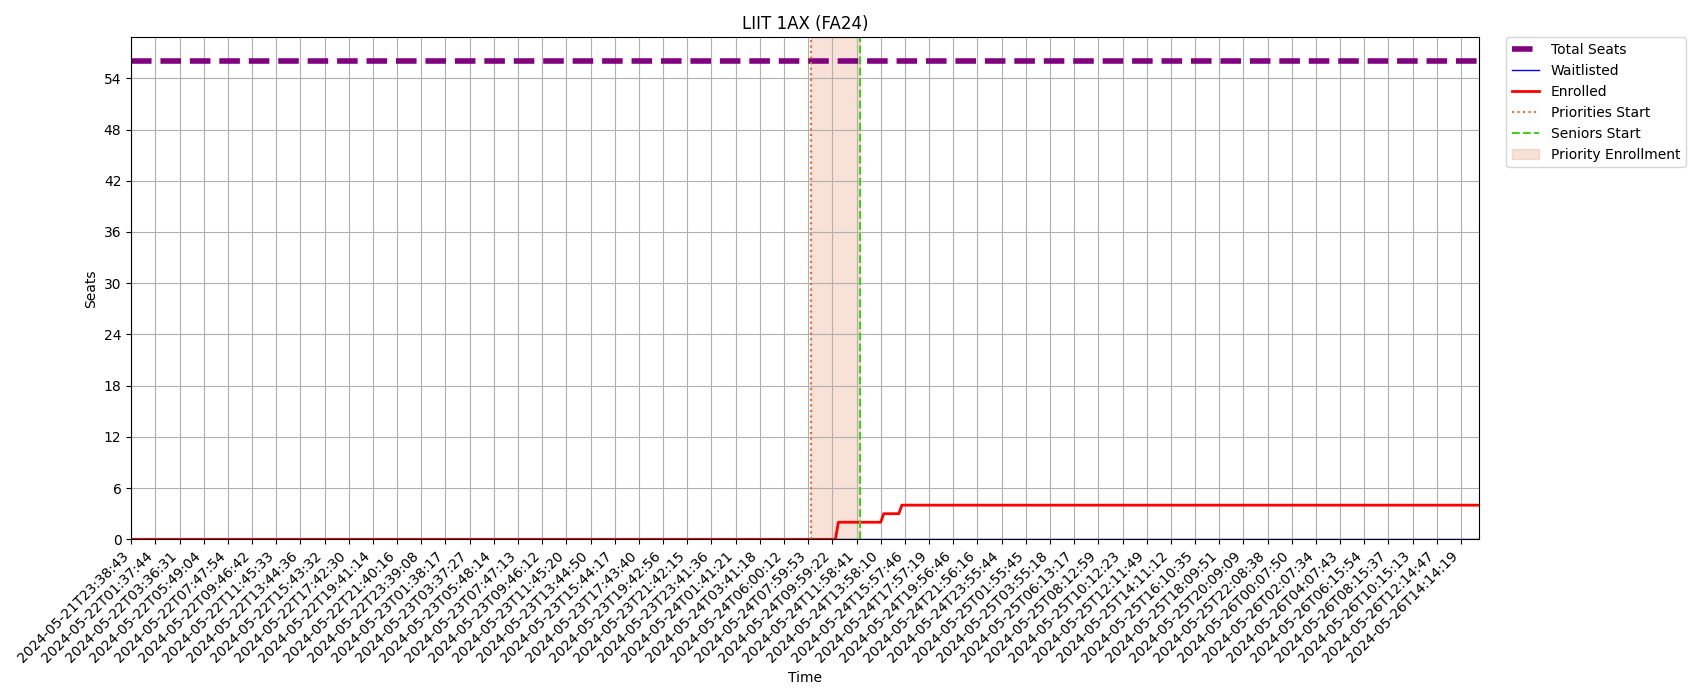 LIIT 1AX (FA24)
Total Seats
Waitlisted
Enrolled
Priorities Start
Seniors Start
Priority Enrollment
Seats
54
48
42
36
30
24
18
12
6
0
2024-05-21T23:38:43
2024-05-22T01:37:44
2024-05-22T03:36:31
2024-05-22T05:49:04
2024-05-22T07:47:54
2024-05-22T09:46:42
2024-05-22T11:45:33
2024-05-22T13:44:36
2024-05-22T15:43:32
2024-05-22T17:42:30
2024-05-22T19:41:14
2024-05-22T21:40:16
2024-05-22T23:39:08
2024-05-23T01:38:17
2024-05-23T03:37:27
2024-05-23T05:48:14
2024-05-23T07:47:13
2024-05-23T09:46:12
2024-05-23T11:45:20
2024-05-23T13:44:50
2024-05-23T15:44:17
2024-05-23T17:43:40
2024-05-23T19:42:56
2024-05-23T21:42:15
2024-05-23T23:41:36
2024-05-24T01:41:21
2024-05-24T03:41:18
2024-05-24T06:00:12
2024-05-24T07:59:53
2024-05-24T09:59:22
2024-05-24T11:58:41
2024-05-24T13:58:10
2024-05-24T15:57:46
2024-05-24T17:57:19
2024-05-24T19:56:46
2024-05-24T21:56:16
2024-05-24T23:55:44
2024-05-25T01:55:45
2024-05-25T03:55:18
2024-05-25T06:13:17
2024-05-25T08:12:59
2024-05-25T10:12:23
2024-05-25T12:11:49
2024-05-25T14:11:12
2024-05-25T16:10:35
2024-05-25T18:09:51
2024-05-25T20:09:09
2024-05-25T22:08:38
2024-05-26T00:07:50
2024-05-26T02:07:34
2024-05-26T04:07:43
2024-05-26T06:15:54
2024-05-26T08:15:37
2024-05-26T10:15:13
2024-05-26T12:14:47
2024-05-26T14:14:19
Time